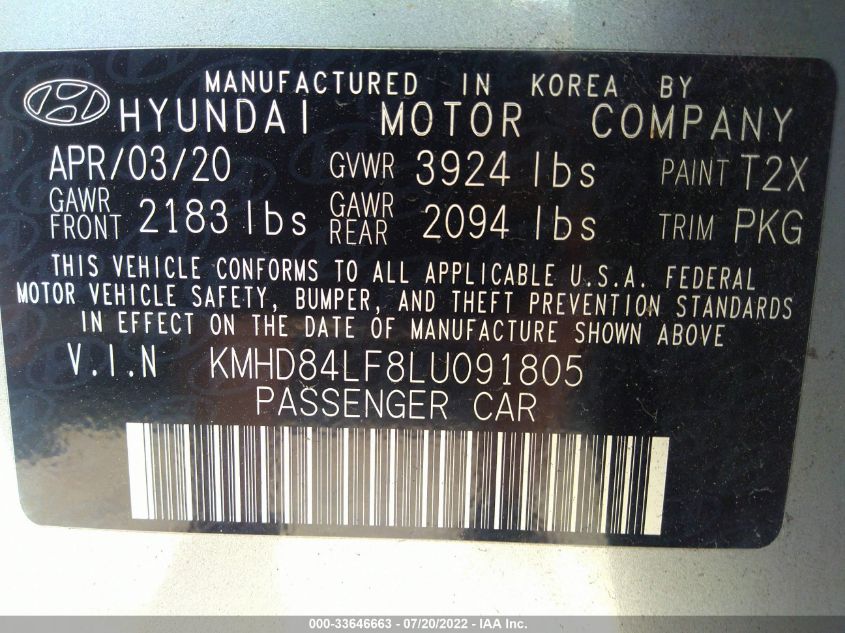 MANUFACTURED IN KOREA BY
HYUNDAI MOTOR COMPANY
APR/03/20 GVWR 3924 lbs PAINT T2X
GAWR FRONT 2183 lbs GAWR REAR 2094 lbs TRIM PKG
THIS VEHICLE CONFORMS TO ALL APPLICABLE U.S.A. FEDERAL
MOTOR VEHICLE SAFETY, BUMPER, AND THEFT PREVENTION STANDARDS
IN EFFECT ON THE DATE OF MANUFACTURE SHOWN ABOVE.
V.I.N KMHD84LF8LU091805
PASSENGER CAR
000-33646663 - 07/20/2022 - IAA Inc.